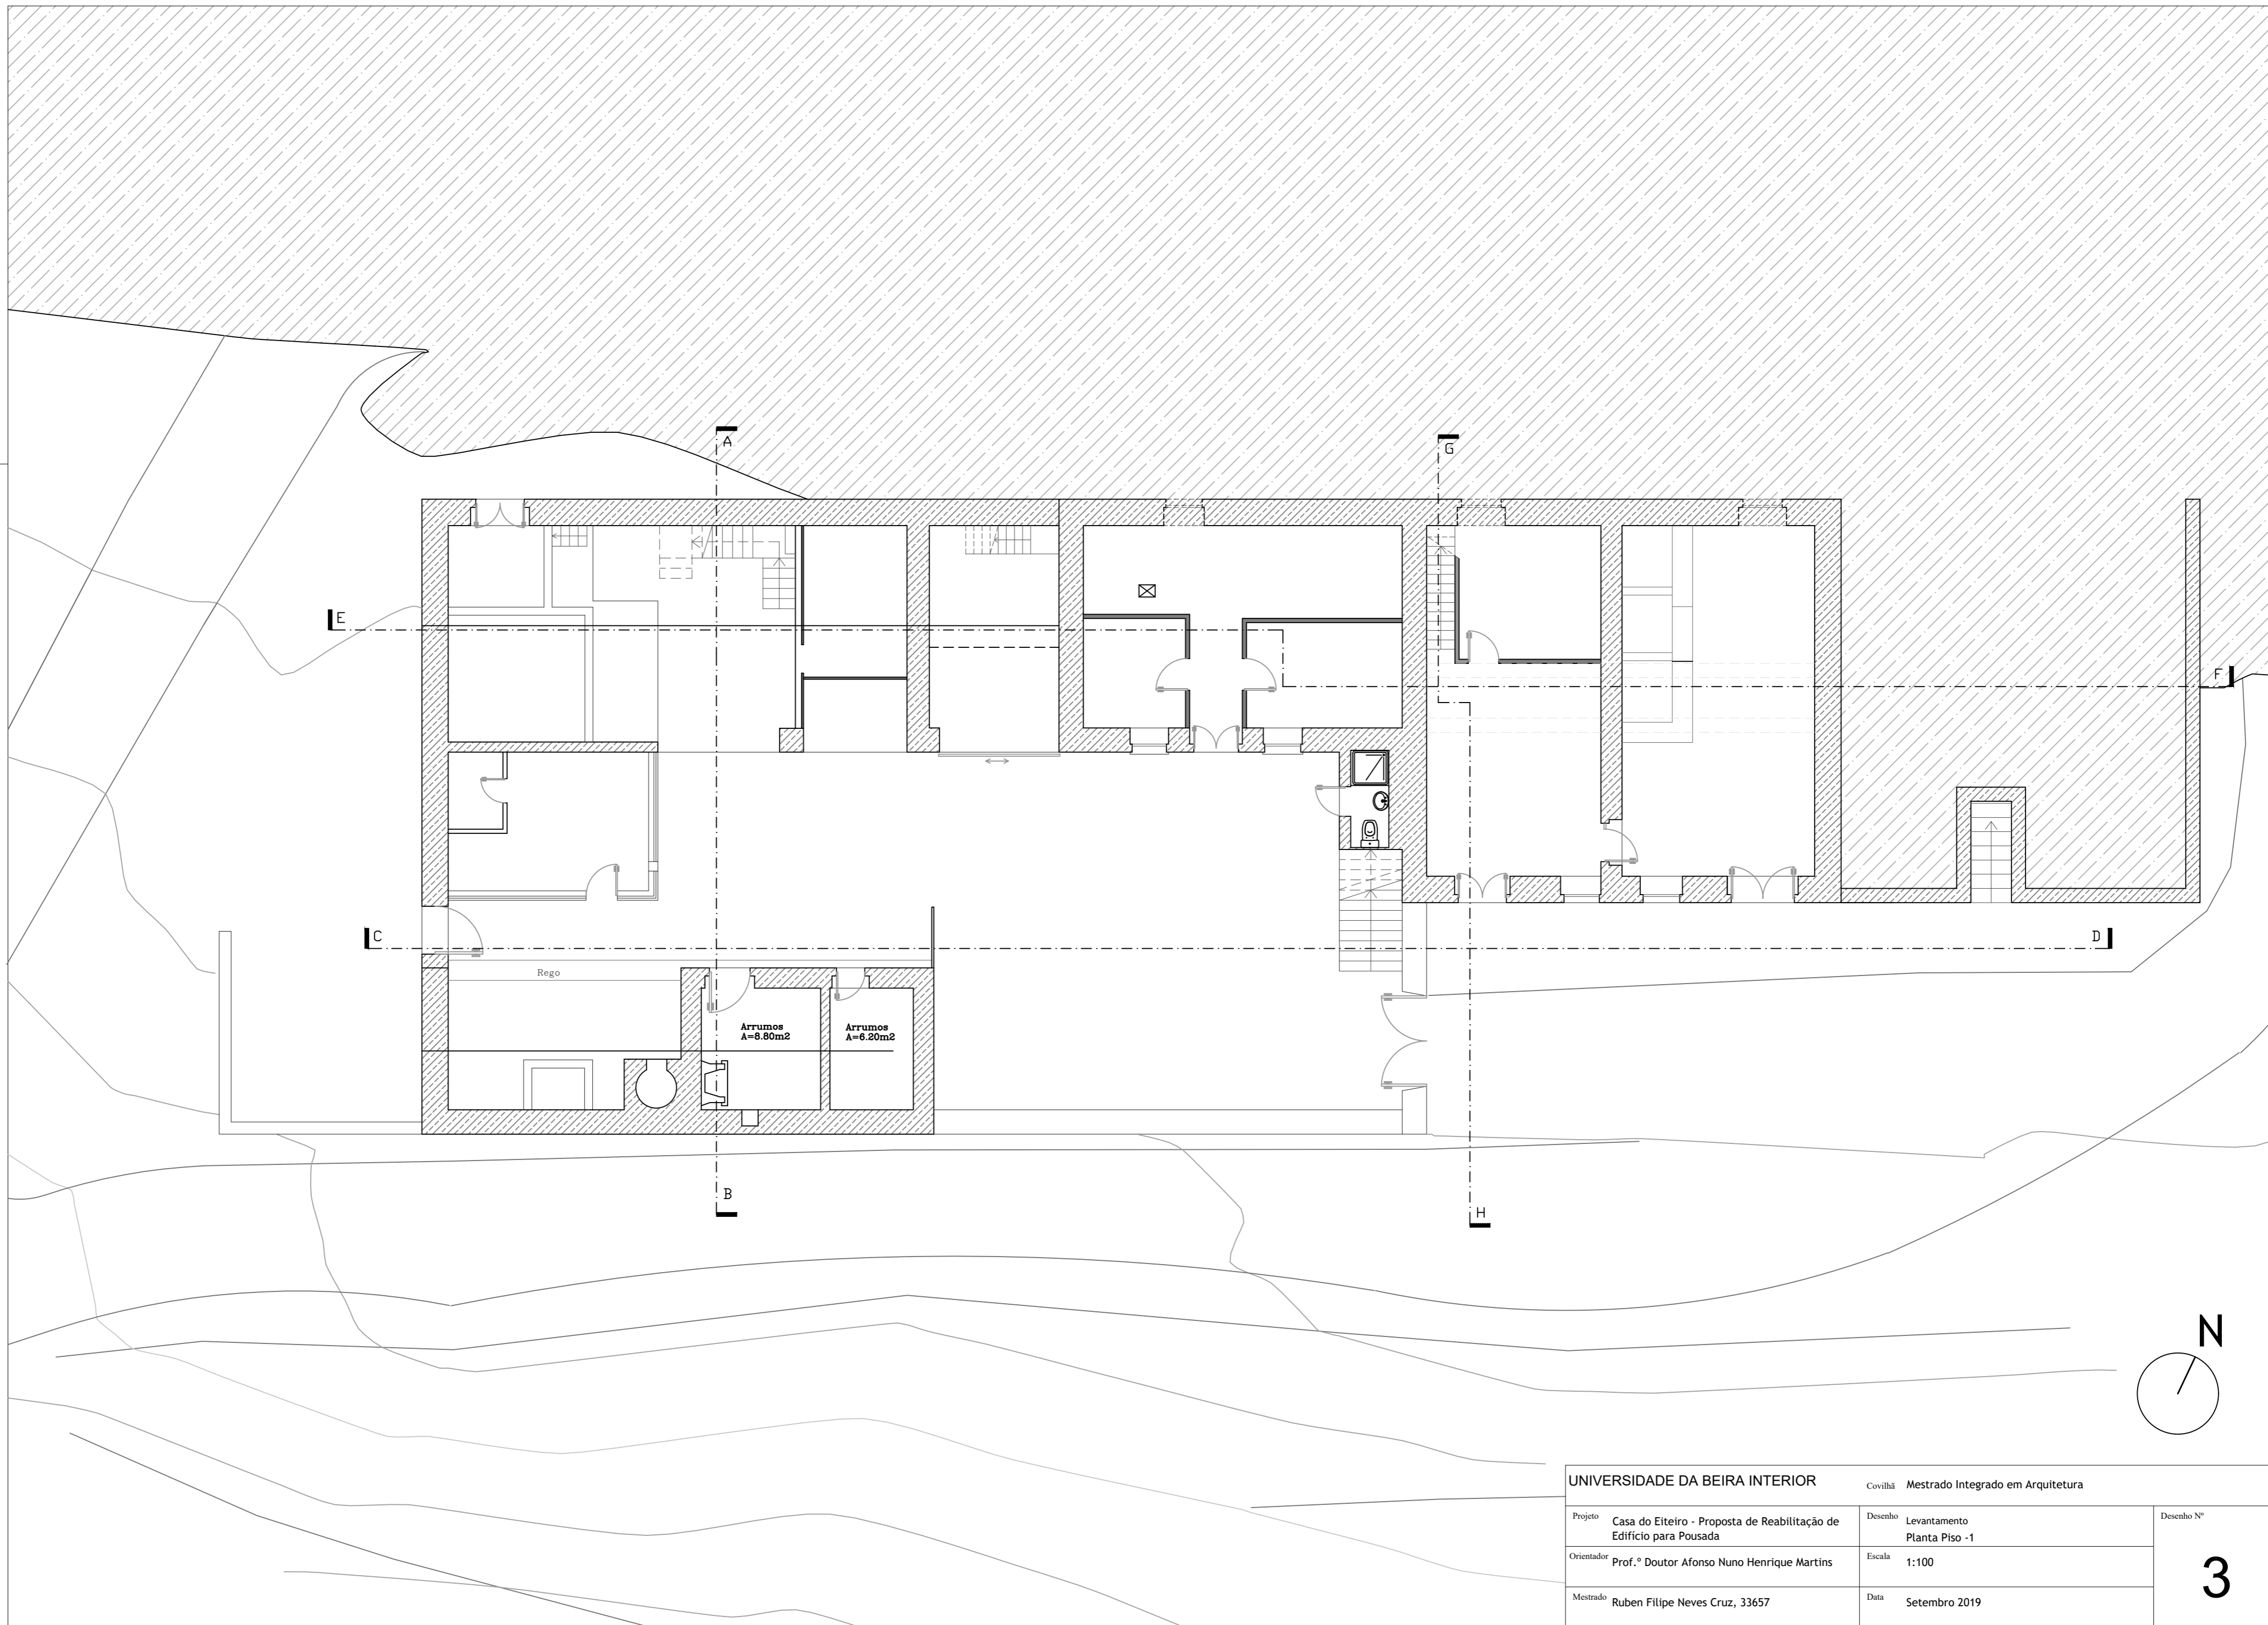 A
G
E
F
C
D
Rego
Arrumos
A=8.80m2
Arrumos
A=6.20m2
B
H
N
UNIVERSIDADE DA BEIRA INTERIOR
Covilhã Mestrado Integrado em Arquitetura
Projeto Casa do Eiteiro - Proposta de Reabilitação de
Edifício para Pousada
Desenho Levantamento
Planta Piso -1
Desenho Nº
3
Orientador Prof.º Doutor Afonso Nuno Henrique Martins
Escala 1:100
Mestrado Ruben Filipe Neves Cruz, 33657
Data Setembro 2019